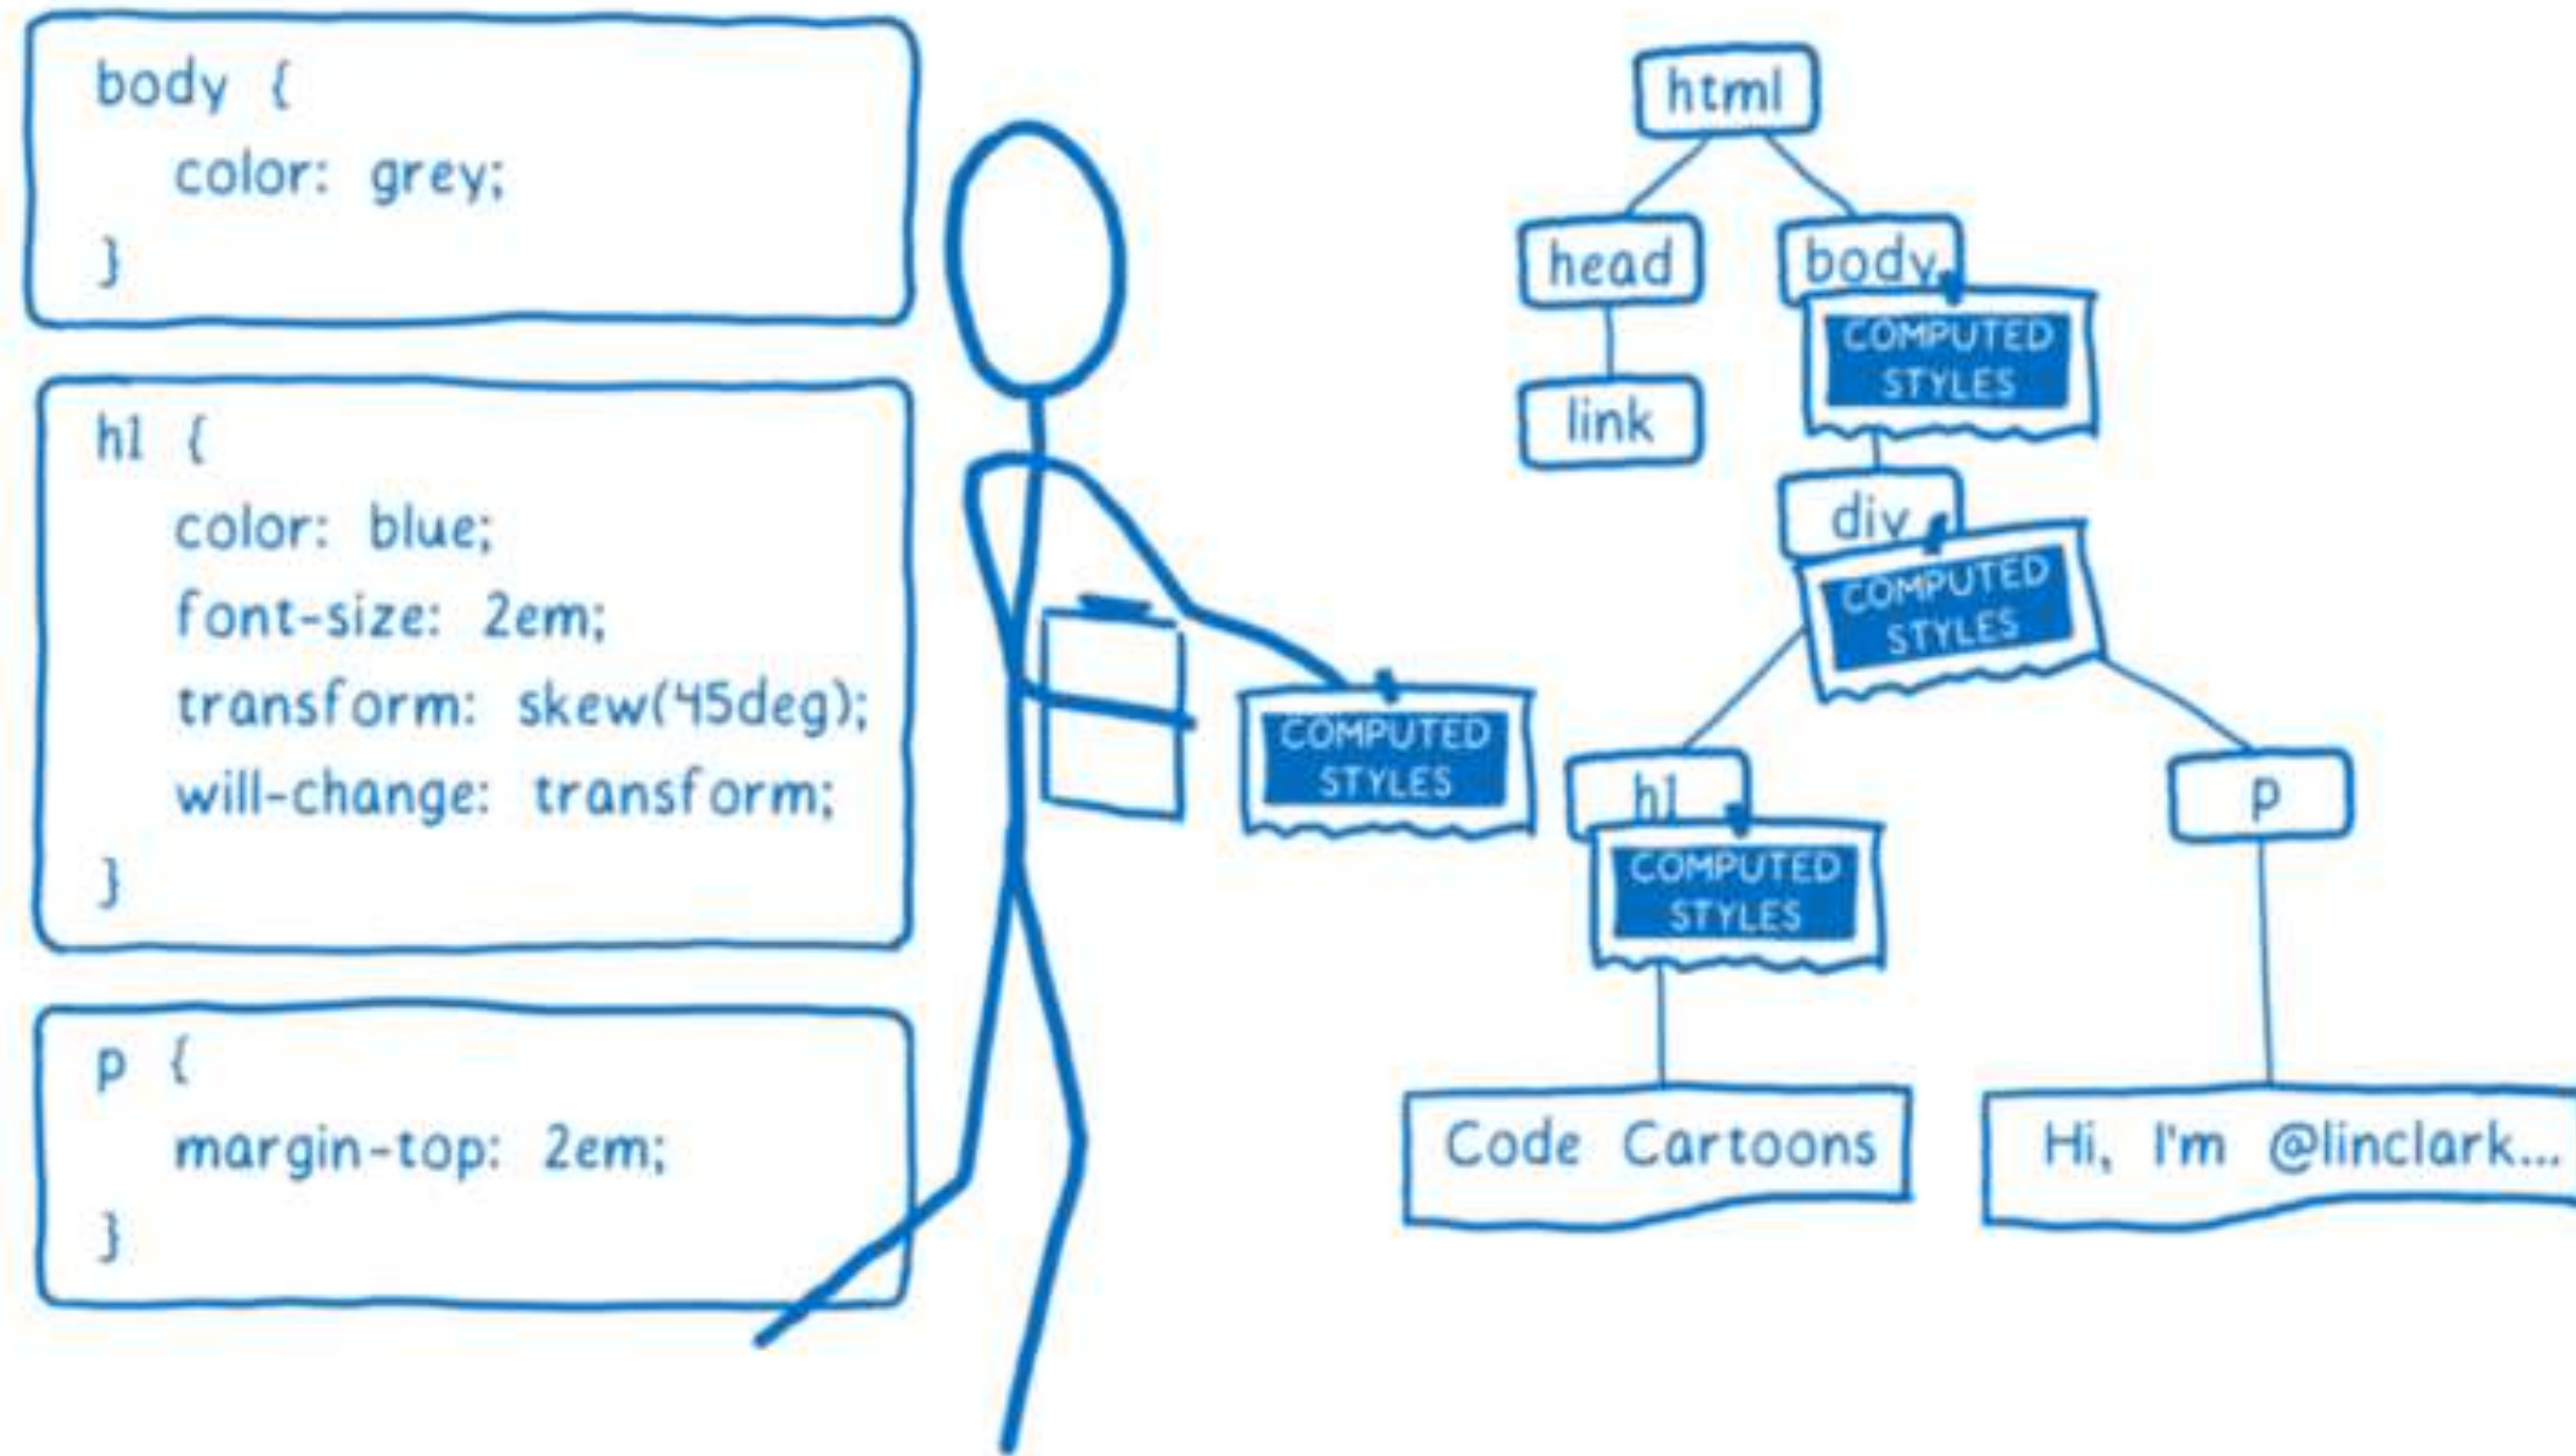 body {
color: grey;
}
h1 {
color: blue;
font-size: 2em;
transform: skew(45deg);
will-change: transform;
}
p {
margin-top: 2em;
}
html
head
body
COMPUTED
STYLES
link
div
COMPUTED
STYLES
COMPUTED
STYLES
h1
COMPUTED
STYLES
p
Code Cartoons
Hi, I'm @linclark...